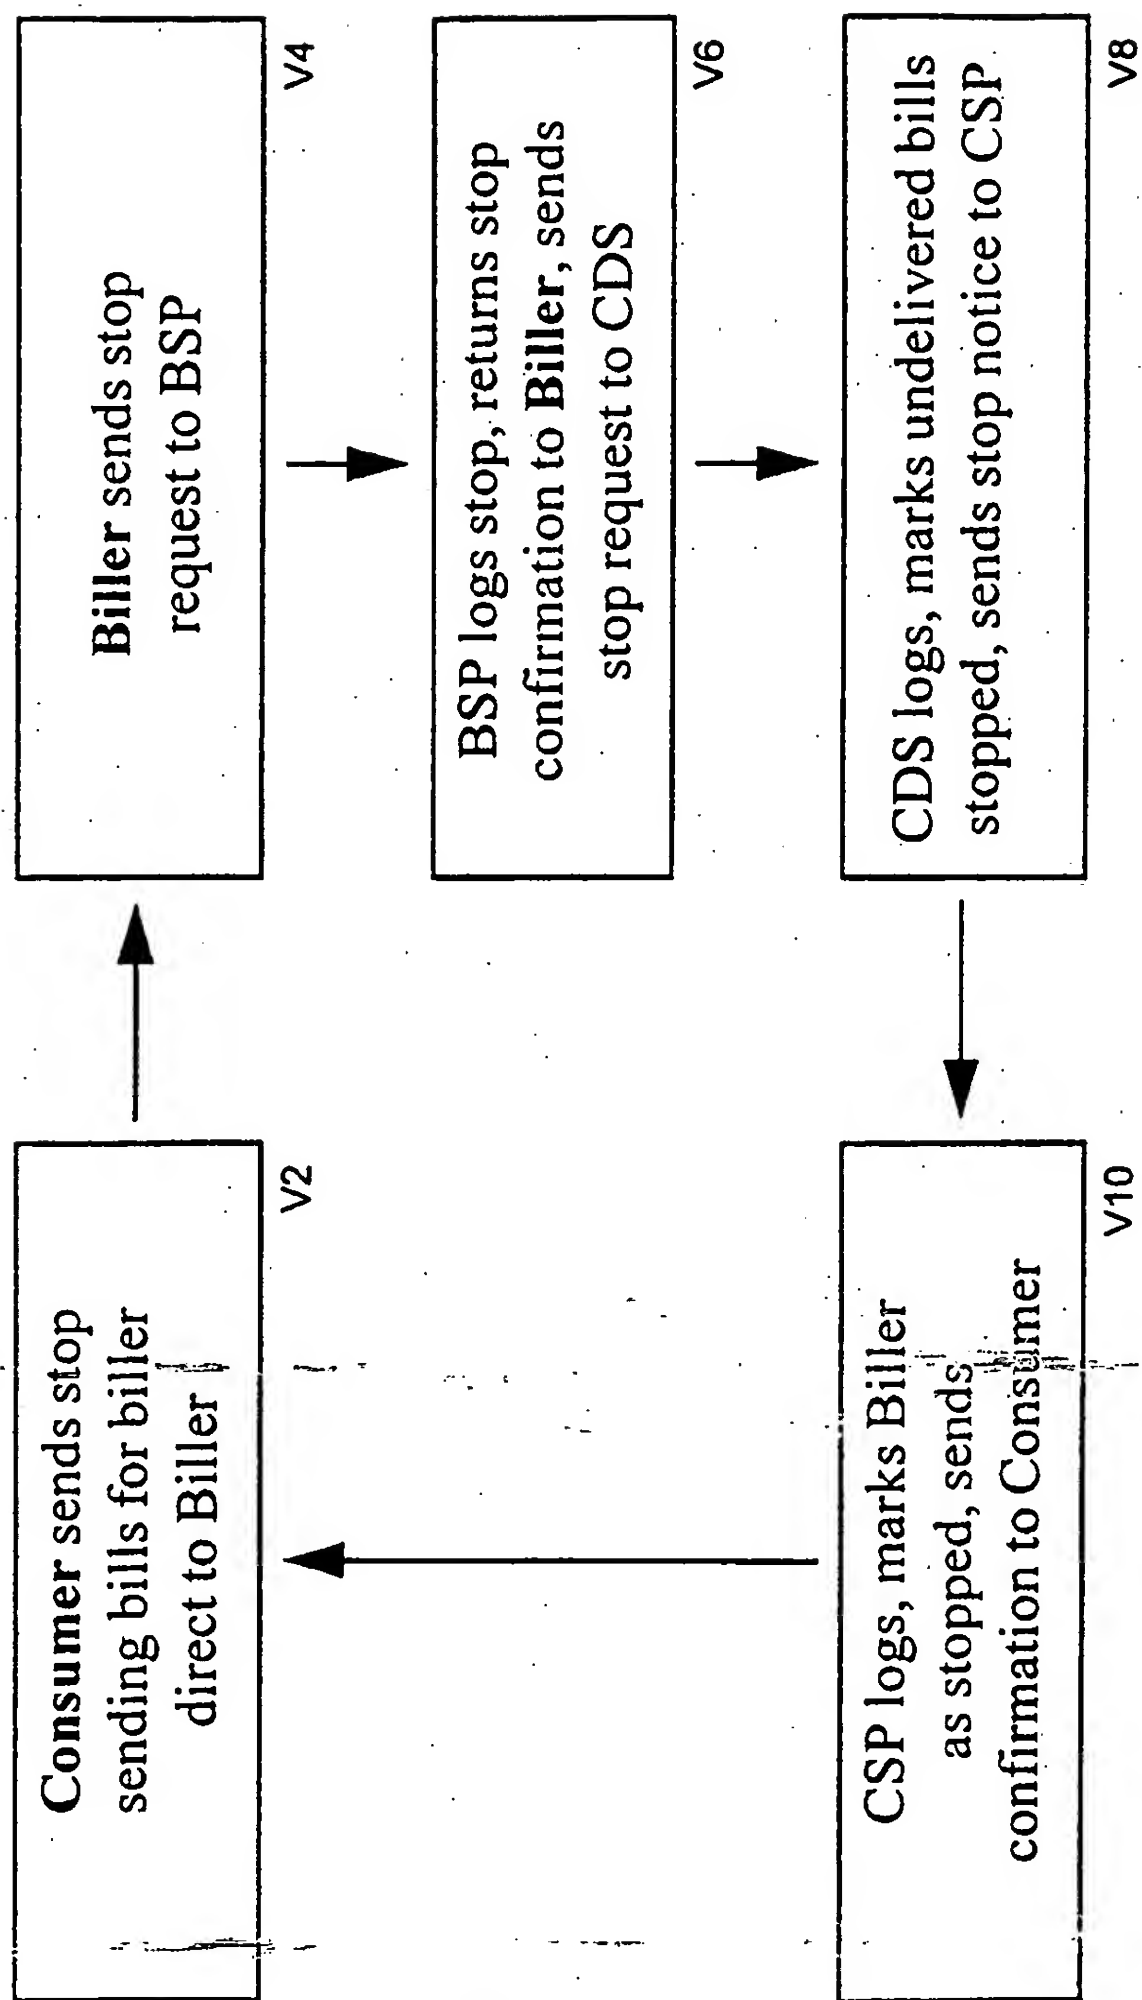 Consumer sends stop
sending bills for biller
direct to Biller
V2
Biller sends stop
request to BSP
V4
BSP logs stop, returns stop
confirmation to Biller, sends
stop request to CDS
V6
CDS logs, marks undelivered bills
stopped, sends stop notice to CSP
V8
CSP logs, marks Biller
as stopped, sends
confirmation to Consumer
V10